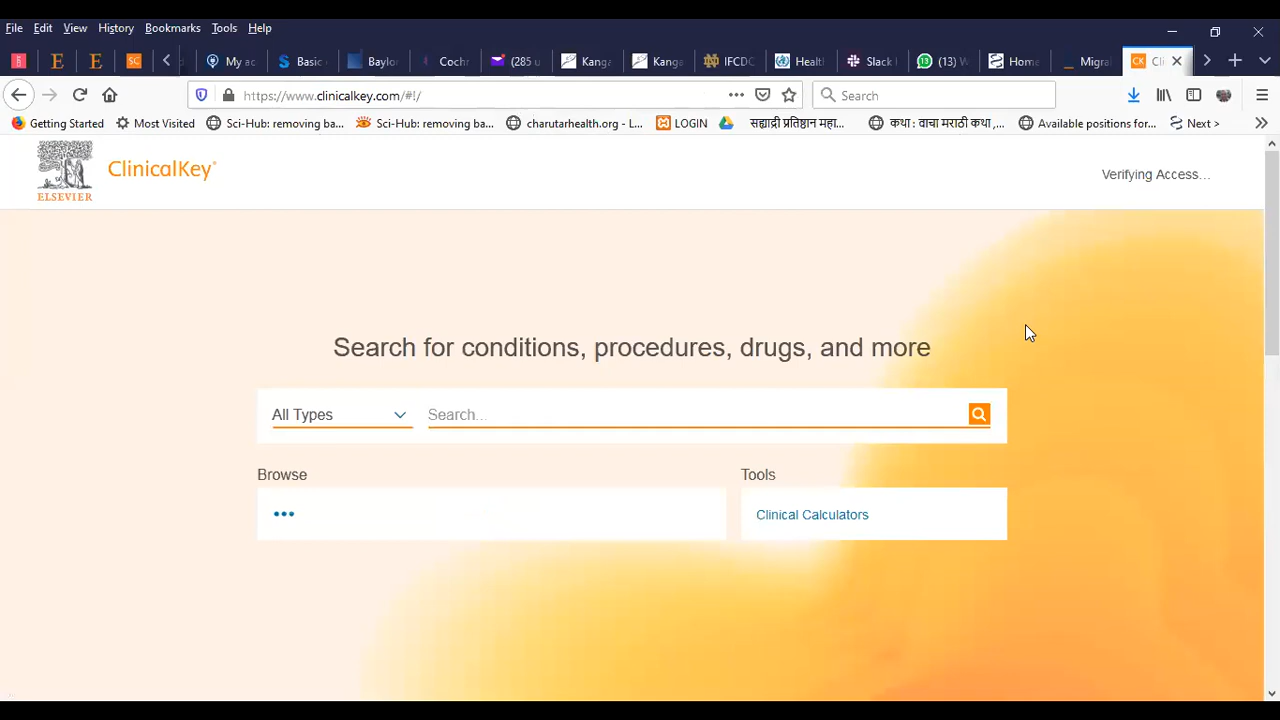 File Edit View History Bookmarks Tools Help
E E SC My ac Basic Baylor Cochr (285 u Kanga Kanga IFCDC Healt Slack (13) W Home Migral CK Cli
https://www.clinicalkey.com/#!/ Search
Getting Started Most Visited Sci-Hub: removing ba... Sci-Hub: removing ba... charutarhealth.org - L... LOGIN सह्याद्री प्रतिष्ठान महा... कथा : वाचा मराठी कथा ,... Available positions for... Next >
ELSEVIER ClinicalKey® Verifying Access...
Search for conditions, procedures, drugs, and more
All Types Search...
Browse Tools
Clinical Calculators